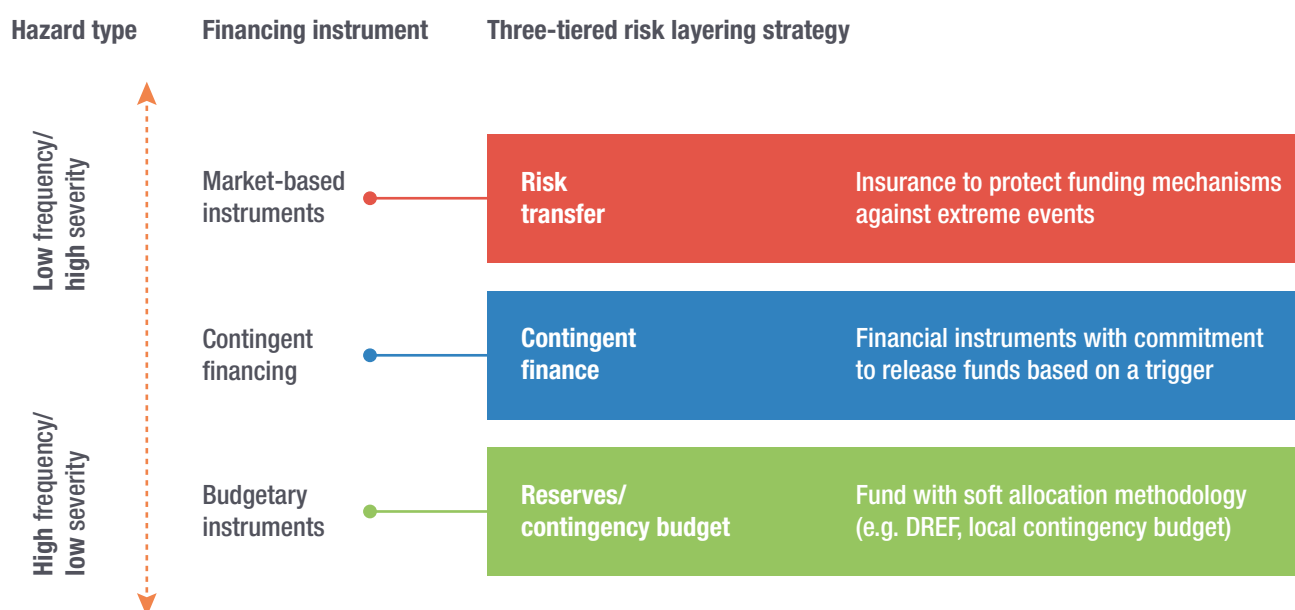 Hazard type
Financing instrument
Three-tiered risk layering strategy
Low frequency/
high severity
Market-based
instruments
Risk
transfer
Insurance to protect funding mechanisms
against extreme events
Contingent
financing
Contingent
finance
Financial instruments with commitment
to release funds based on a trigger
High frequency/
low severity
Budgetary
instruments
Reserves/
contingency budget
Fund with soft allocation methodology
(e.g. DREF, local contingency budget)